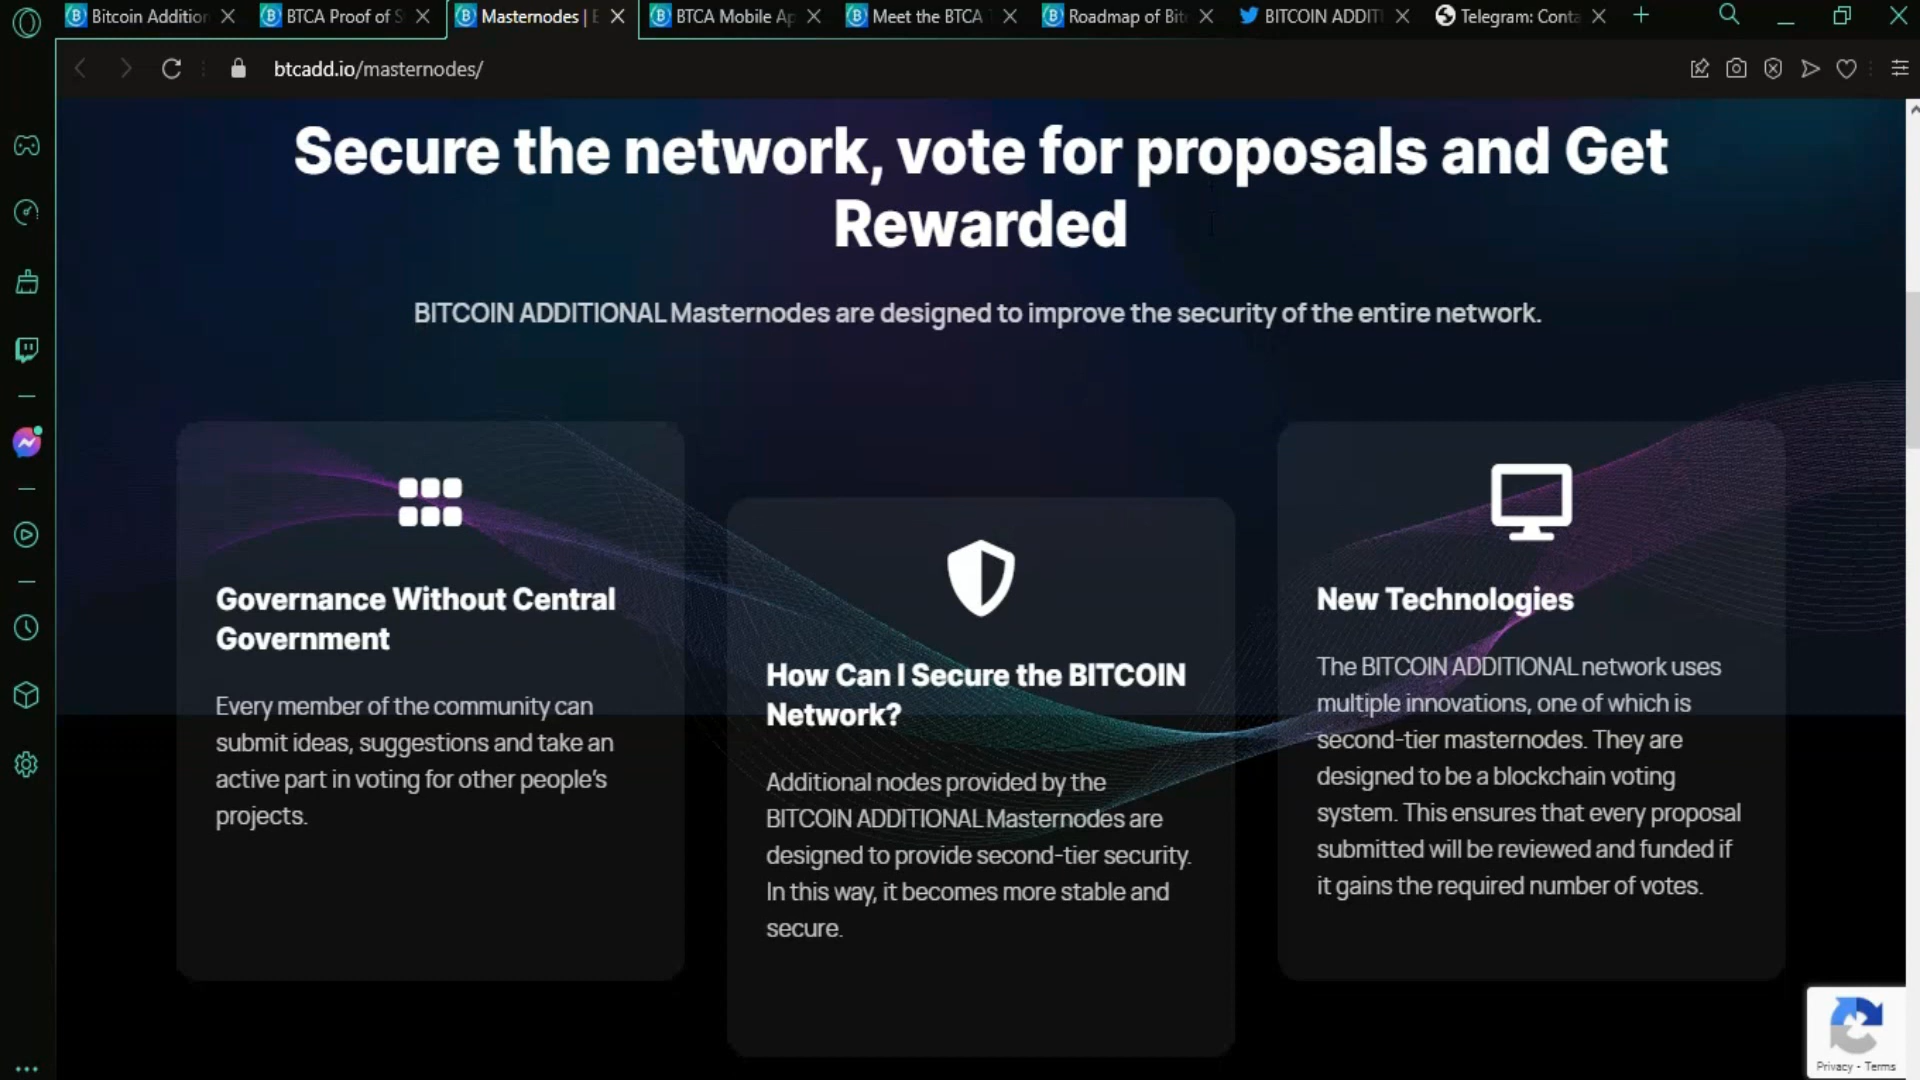 Bitcoin Addition
BTCA Proof of S
Masternodes | B
BTCA Mobile Ap
Meet the BTCA
Roadmap of Bit
BITCOIN ADDITI
Telegram: Conta
btcadd.io/masternodes/
Secure the network, vote for proposals and Get
Rewarded
BITCOIN ADDITIONAL Masternodes are designed to improve the security of the entire network.
Governance Without Central
Government
Every member of the community can
submit ideas, suggestions and take an
active part in voting for other people's
projects.
How Can I Secure the BITCOIN
Network?
Additional nodes provided by the
BITCOIN ADDITIONAL Masternodes are
designed to provide second-tier security.
In this way, it becomes more stable and
secure.
New Technologies
The BITCOIN ADDITIONAL network uses
multiple innovations, one of which is
second-tier masternodes. They are
designed to be a blockchain voting
system. This ensures that every proposal
submitted will be reviewed and funded if
it gains the required number of votes.
Privacy - Terms